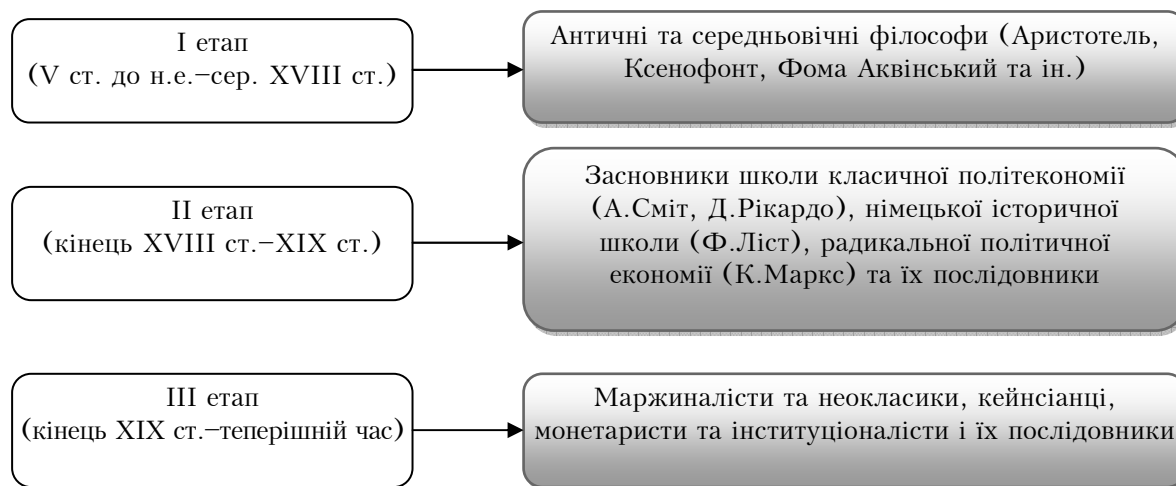 I етап
(V ст. до н.е.–сер. XVIII ст.)
Античні та середньовічні філософи (Аристотель,
Ксенофонт, Фома Аквінський та ін.)
II етап
(кінець XVIII ст.–XIX ст.)
Засновники школи класичної політекономії
(А.Сміт, Д.Рікардо), німецької історичної
школи (Ф.Ліст), радикальної політичної
економії (К.Маркс) та їх послідовники
III етап
(кінець XIX ст.–теперішній час)
Маржиналісти та неокласики, кейнсіанці,
монетаристи та інституціоналісти і їх послідовники